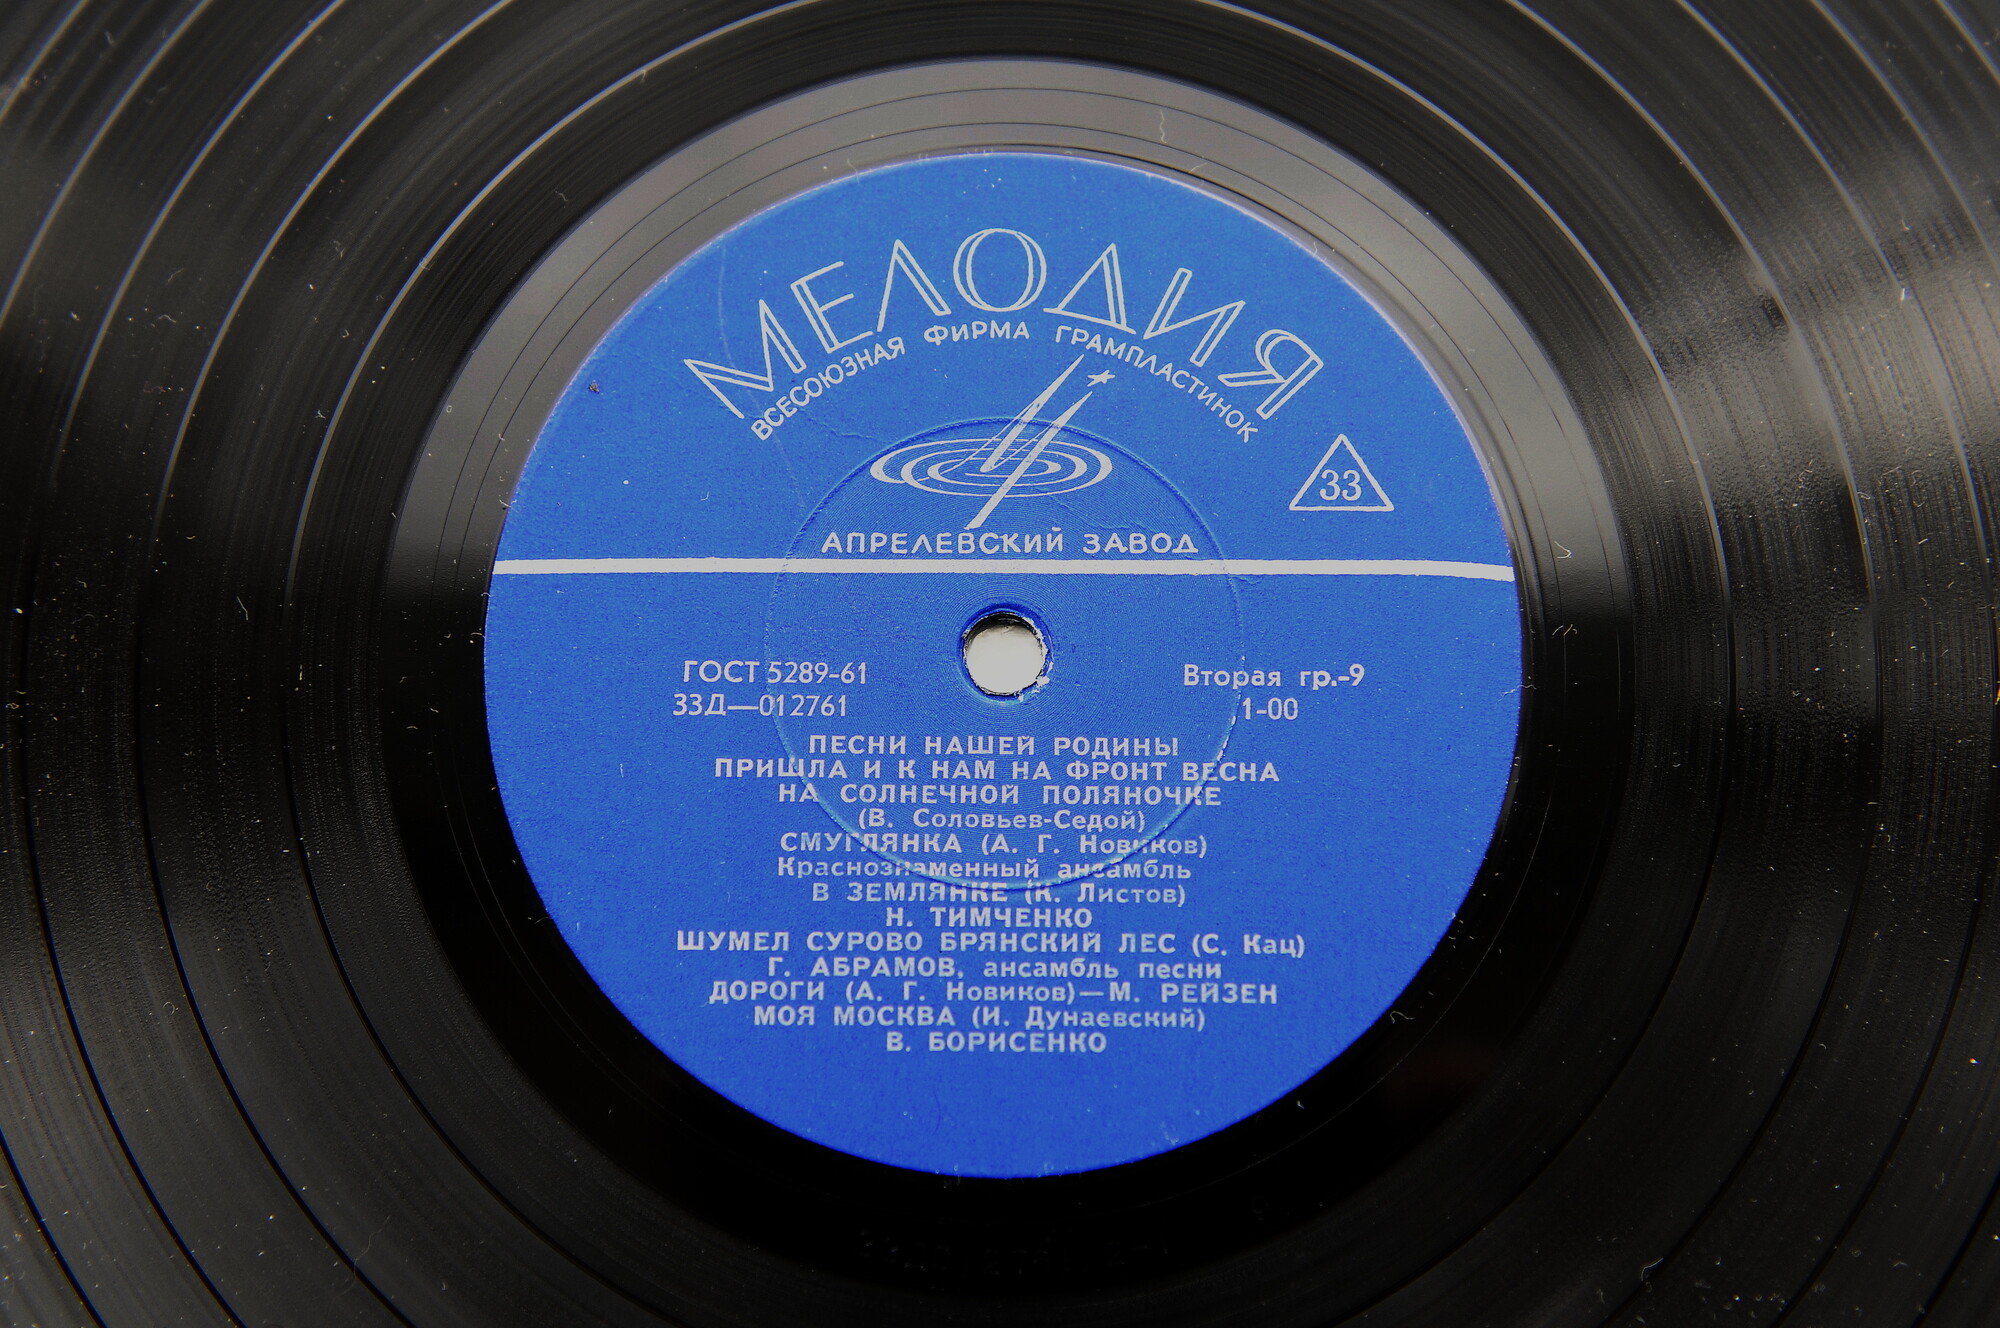 МЕЛОДИЯ
ВСЕСОЮЗНАЯ ФИРМА ГРАМПЛАСТИНОК
33
АПРЕЛЕВСКИЙ ЗАВОД
ГОСТ 5289-61
Вторая гр.-9
33Д—012761
1-00
ПЕСНИ НАШЕЙ РОДИНЫ
ПРИШЛА И К НАМ НА ФРОНТ ВЕСНА
НА СОЛНЕЧНОЙ ПОЛЯНОЧКЕ
(В. Соловьев-Седой)
СМУГЛЯНКА (А. Г. Новиков)
Краснознаменный ансамбль
В ЗЕМЛЯНКЕ (К. Листов)
Н. ТИМЧЕНКО
ШУМЕЛ СУРОВО БРЯНСКИЙ ЛЕС (С. Кац)
Г. АБРАМОВ, ансамбль песни
ДОРОГИ (А. Г. Новиков)—М. РЕЙЗЕН
МОЯ МОСКВА (И. Дунаевский)
В. БОРИСЕНКО